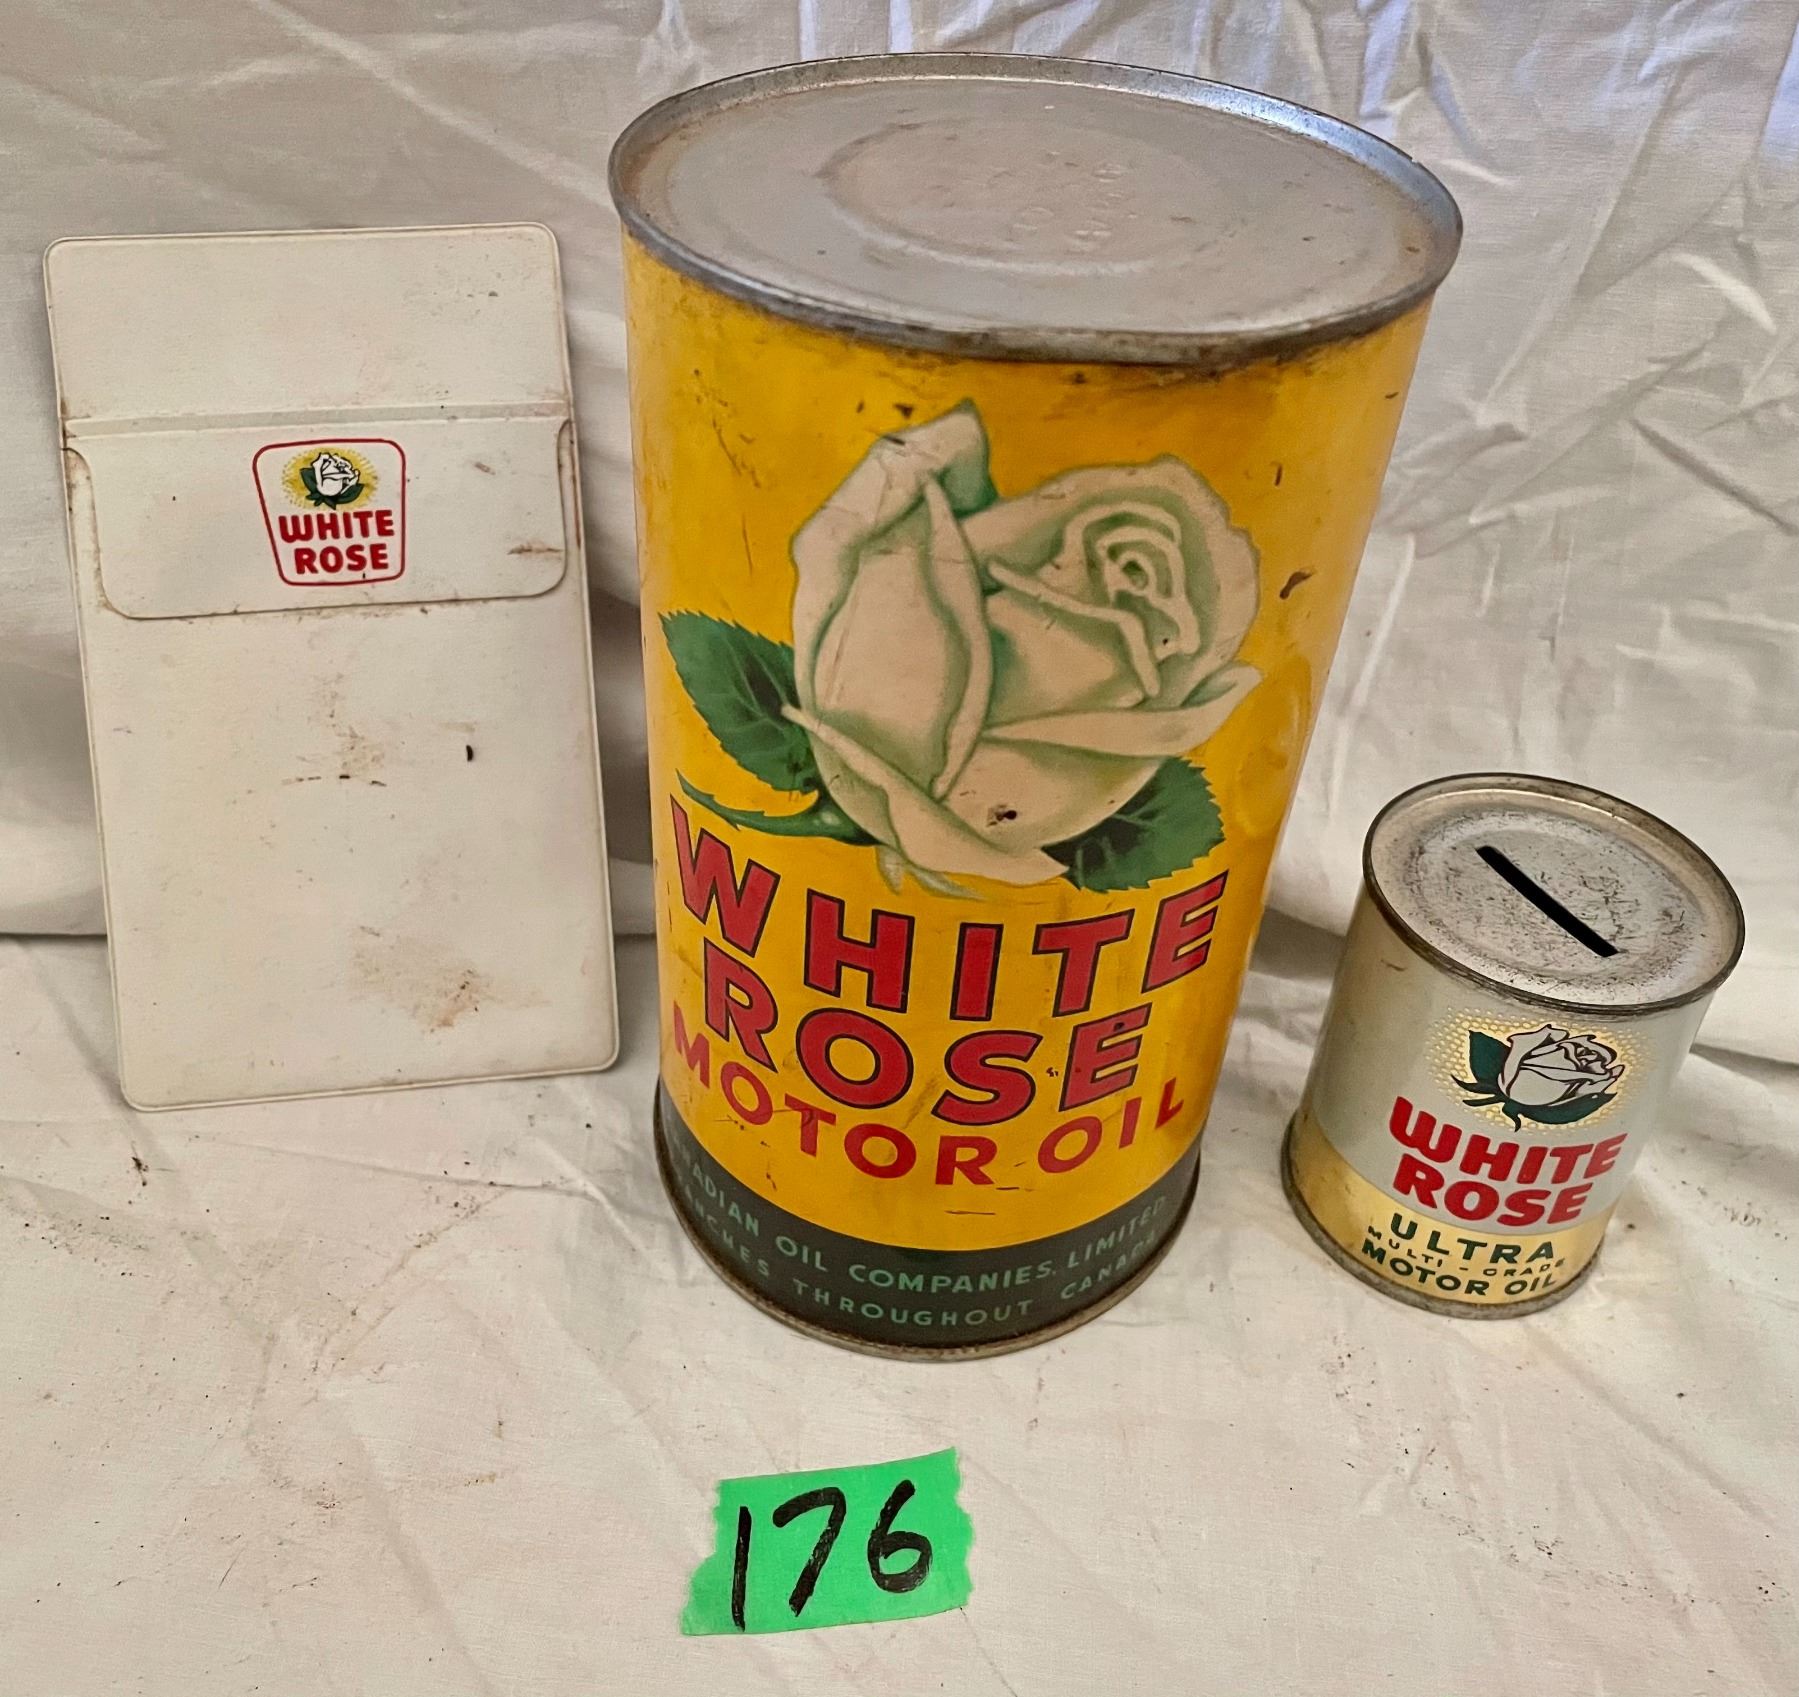 WHITE
ROSE
WHITE
ROSE
MOTOR OIL
ADIAN OIL COMPANIES, LIMITED
NCHES THROUGHOUT CANADA
WHITE
ROSE
ULTRA
MULTI-GRADE
MOTOR OIL
176